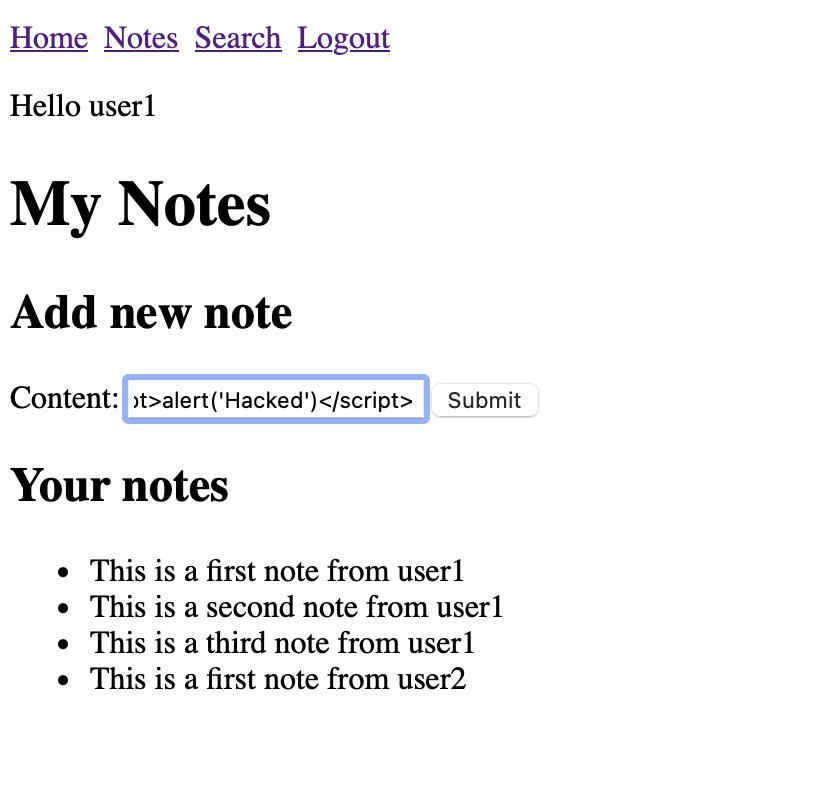 Home Notes Search Logout
Hello user1
My Notes
Add new note
Content: pt>alert('Hacked')</script> Submit
Your notes
• This is a first note from user1
• This is a second note from user1
• This is a third note from user1
• This is a first note from user2